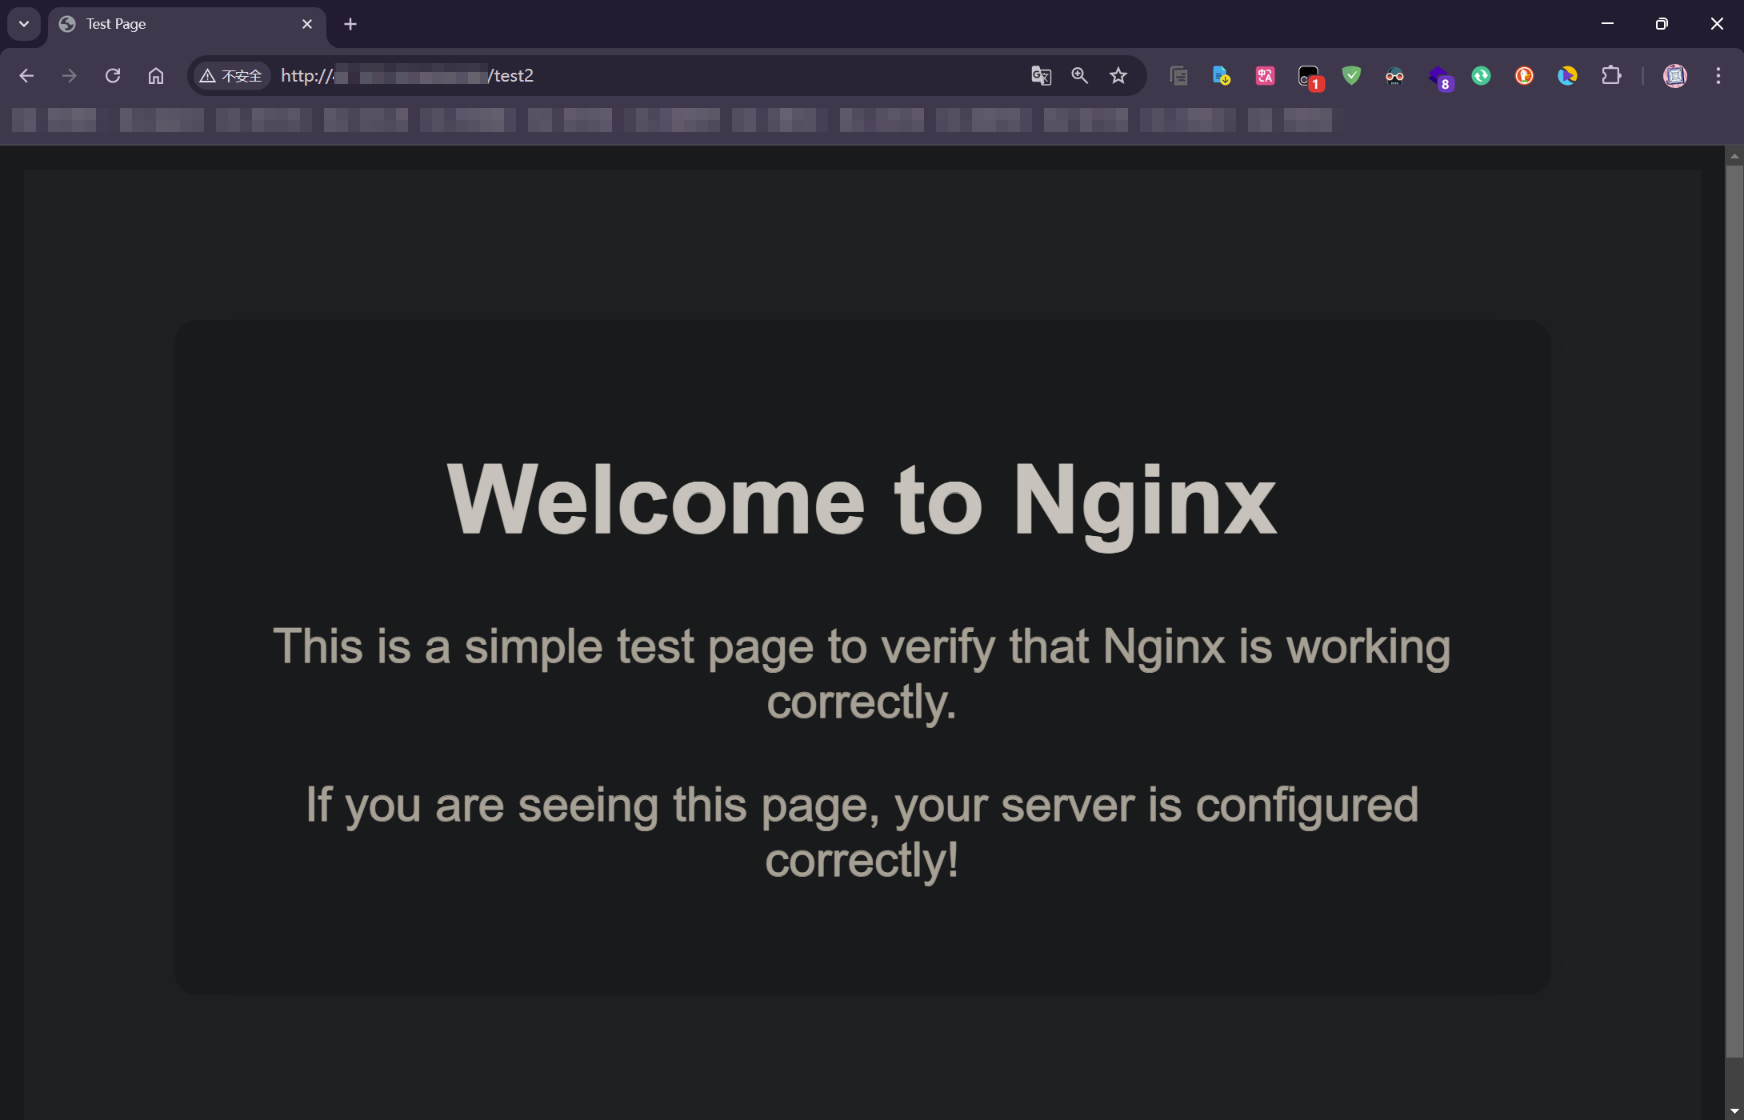 Test Page
不安全
http://
/test2
1
8
Welcome to Nginx
This is a simple test page to verify that Nginx is working
correctly.
If you are seeing this page, your server is configured
correctly!